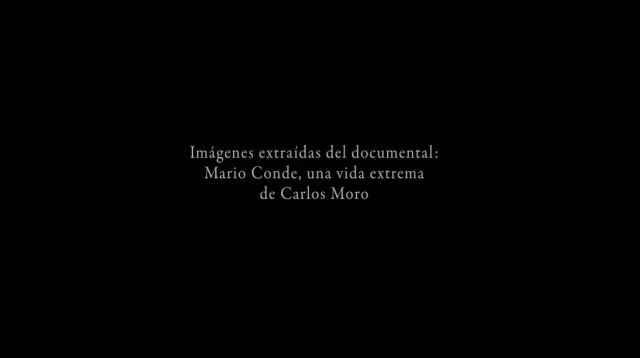 Imágenes extraídas del documental:
Mario Conde, una vida extrema
de Carlos Moro